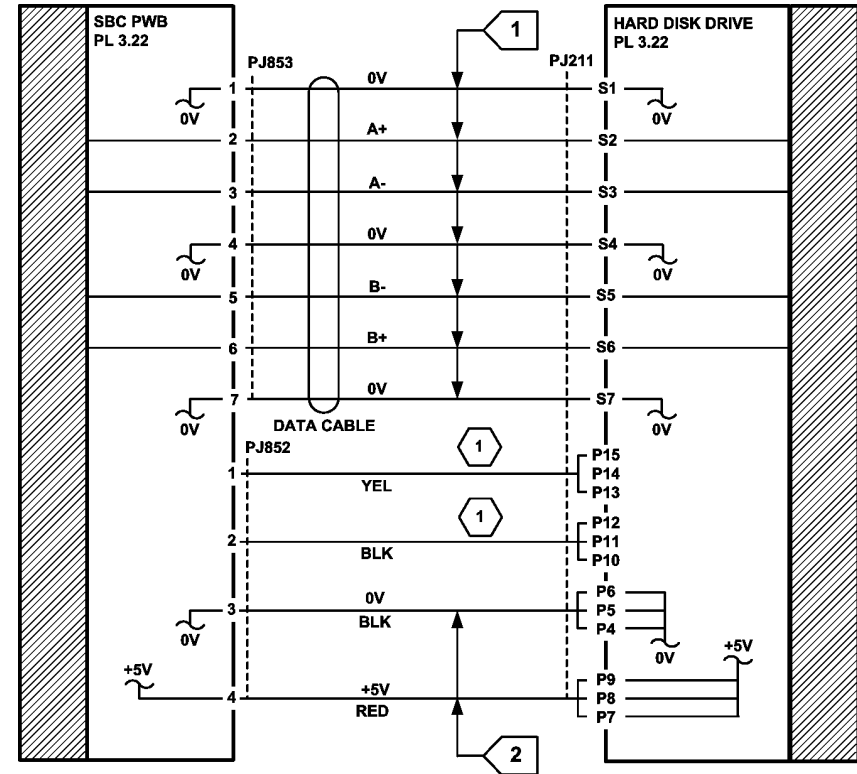 SBC PWB
PL 3.22
HARD DISK DRIVE
PL 3.22
1
PJ853
PJ211
1
0V
S1
0V
0V
2
A+
S2
3
A-
S3
4
0V
S4
0V
0V
5
B-
S5
6
B+
S6
7
0V
S7
0V
0V
DATA CABLE
PJ852
1
P15
1
YEL
P14
P13
1
P12
2
BLK
P11
P10
P6
3
0V
BLK
P5
P4
0V
0V
+5V
+5V
P9
4
+5V
RED
P8
P7
2